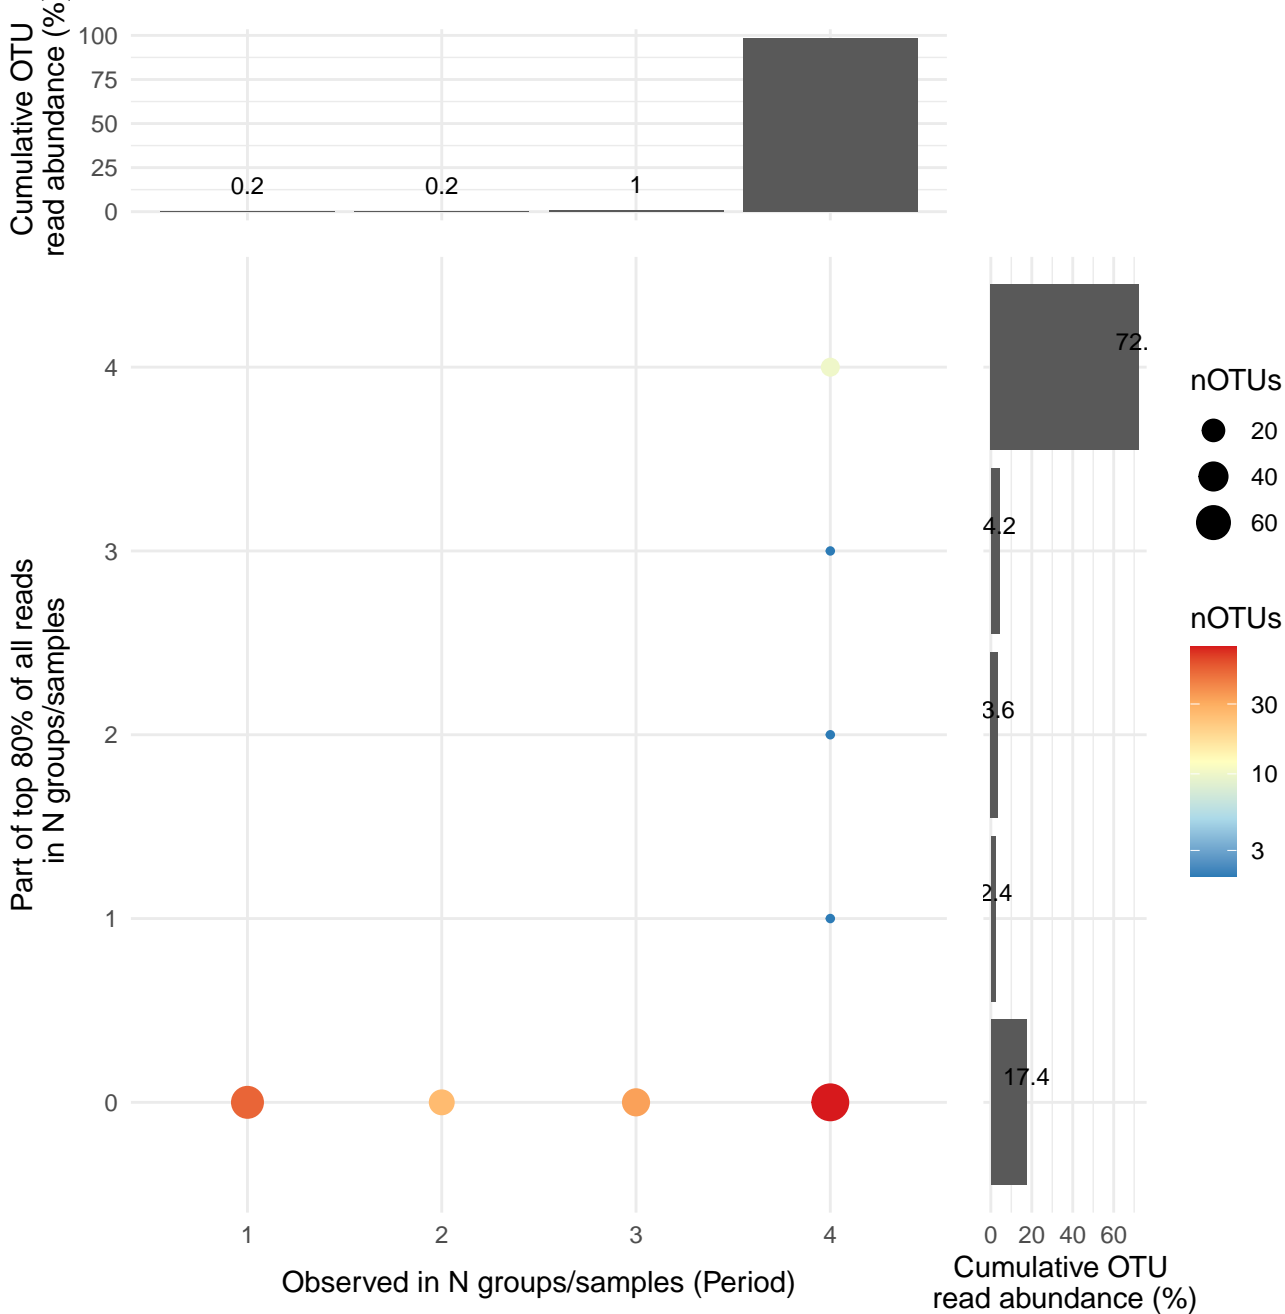 Cumulative OTU
read abundance (%)
100
75
50
25
0
0.2
0.2
1
Part of top 80% of all reads
in N groups/samples
4
3
2
1
0
1
2
3
4
Observed in N groups/samples (Period)
72.
4.2
3.6
2.4
17.4
0 20 40 60
Cumulative OTU
read abundance (%)
nOTUs
20
40
60
nOTUs
30
10
3